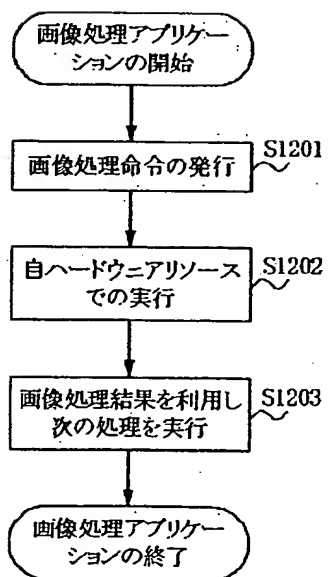 画像処理アプリケー
ションの開始
画像処理命令の発行
S1201
自ハードウェアリソース
での実行
S1202
画像処理結果を利用し
次の処理を実行
S1203
画像処理アプリケー
ションの終了